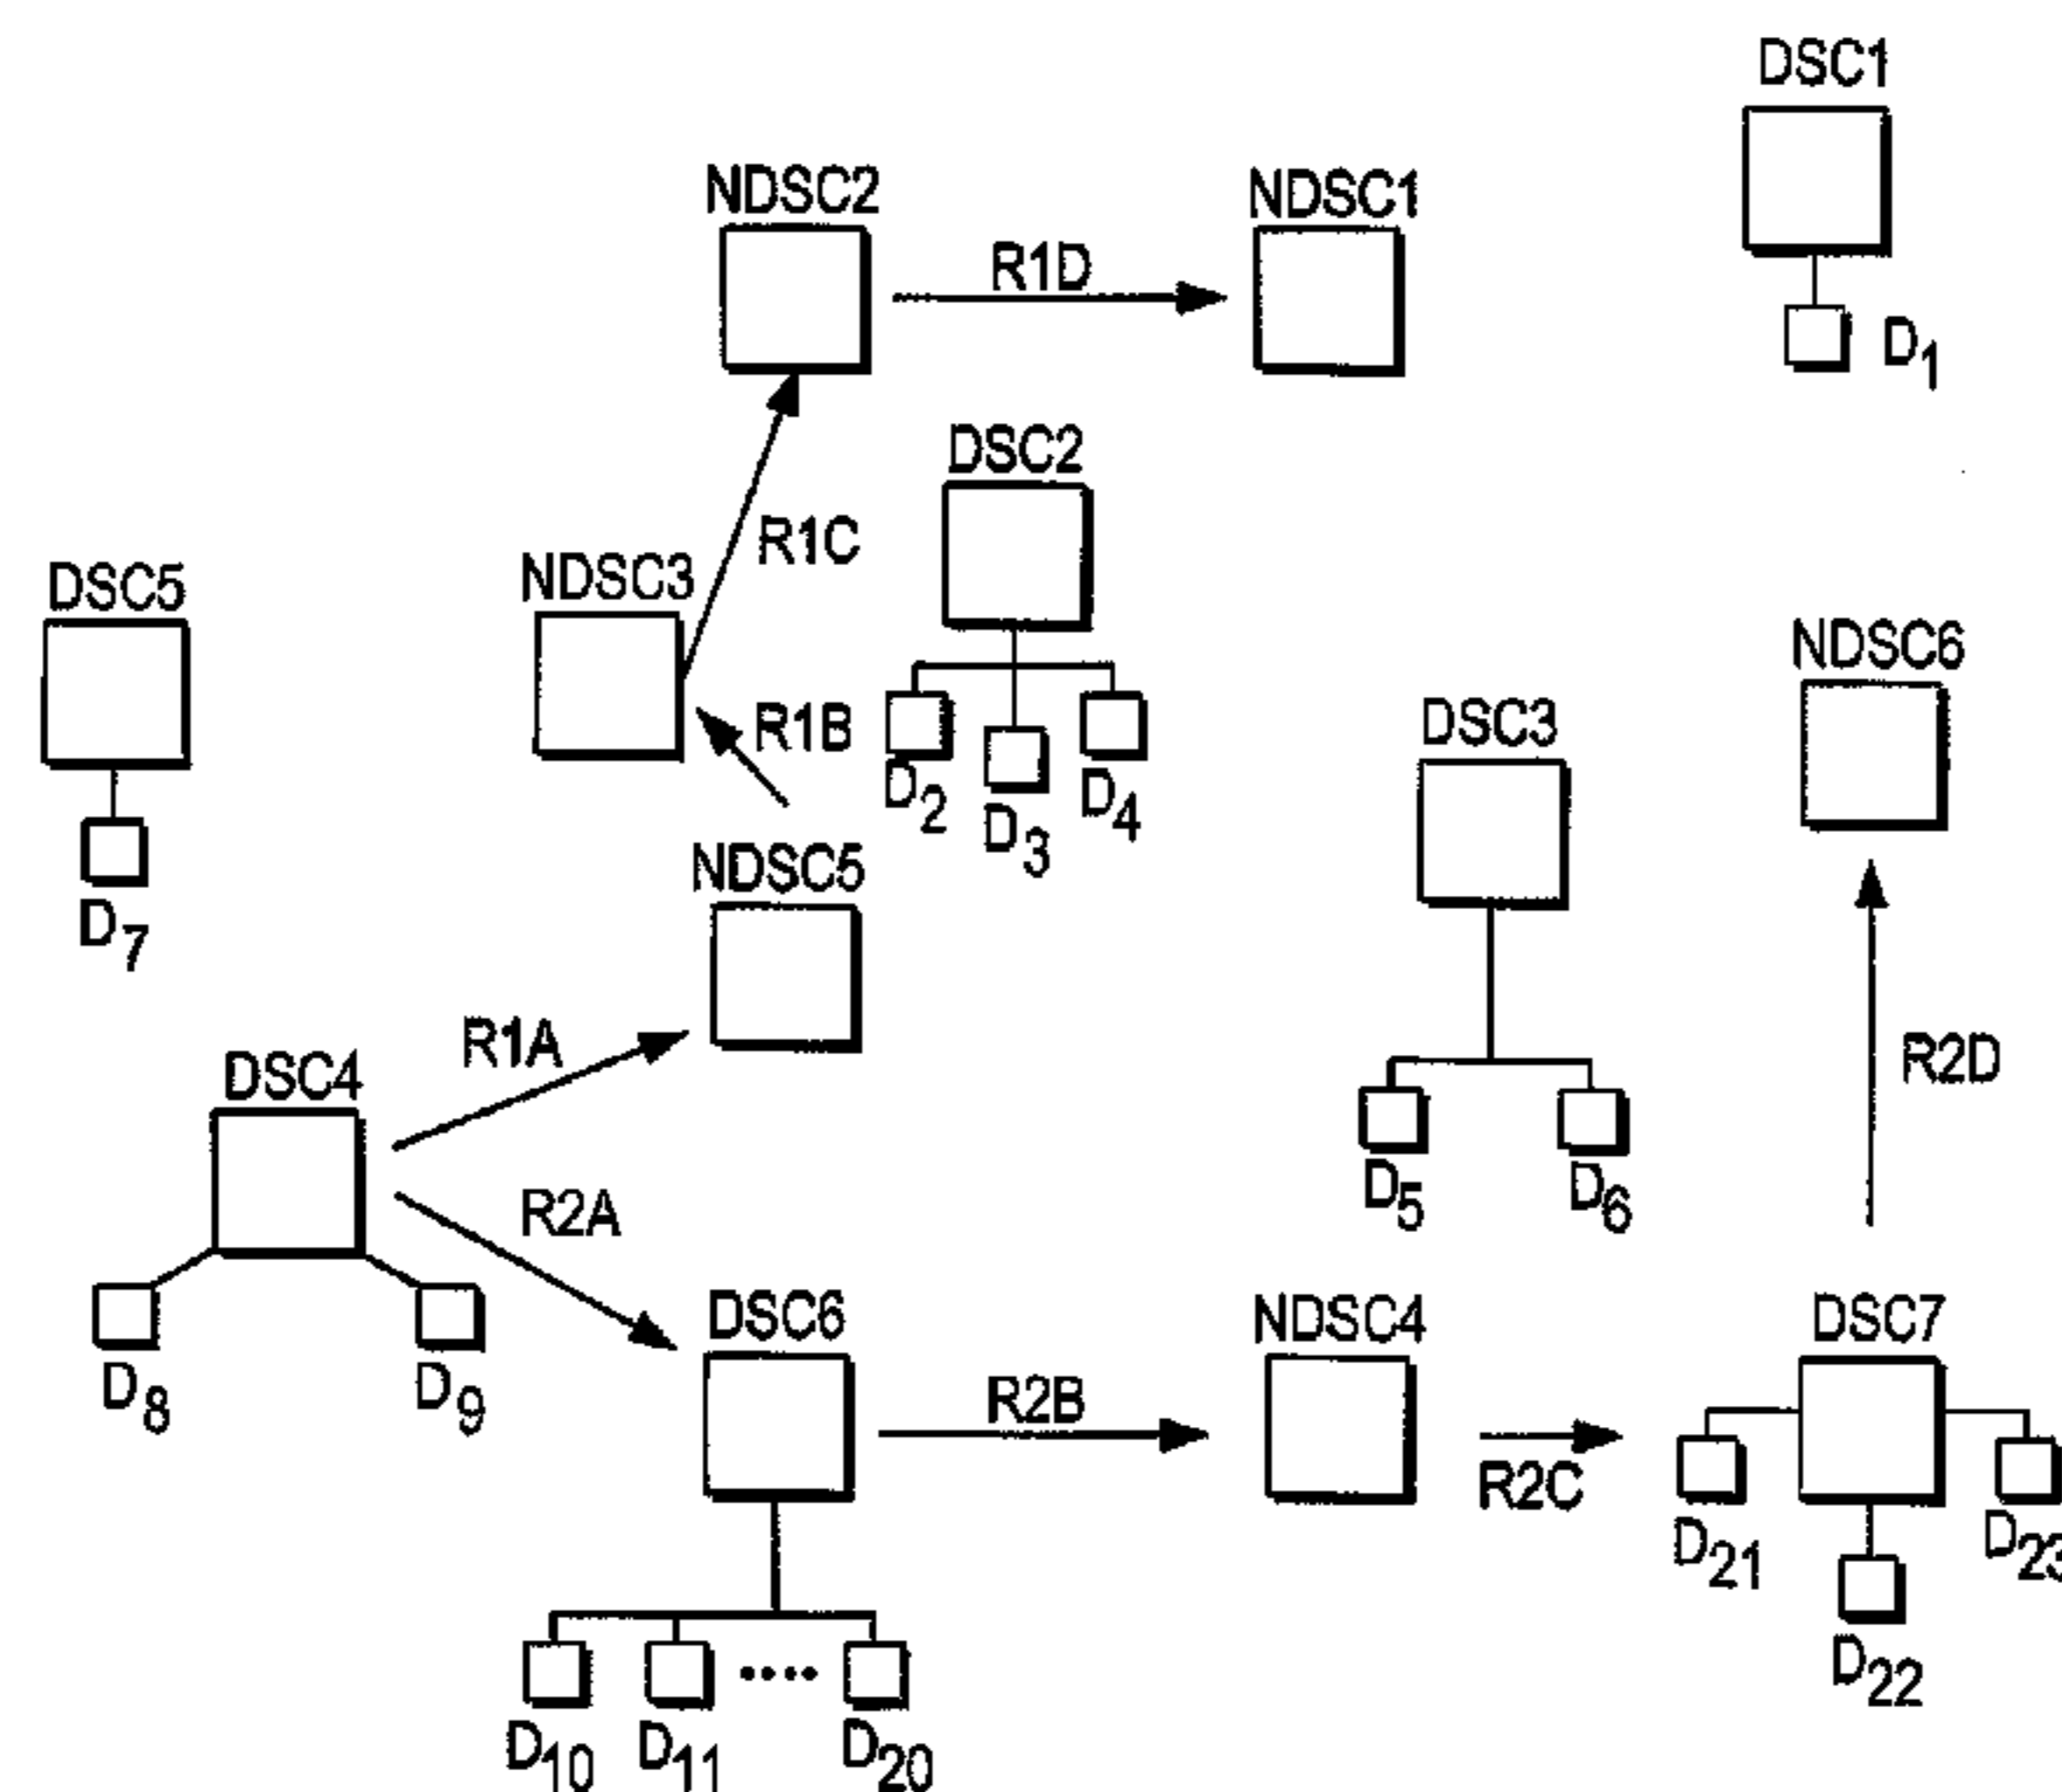 DSC1
NDSC2
NDSC1
R1D
D1
DSC2
R1C
NDSC3
DSC5
NDSC6
R1B
DSC3
D2
D3
D4
NDSC5
D7
R1A
R2D
DSC4
D5
D6
R2A
DSC6
NDSC4
DSC7
D8
D9
R2B
R2C
D21
D23
D22
D10
D11
D20